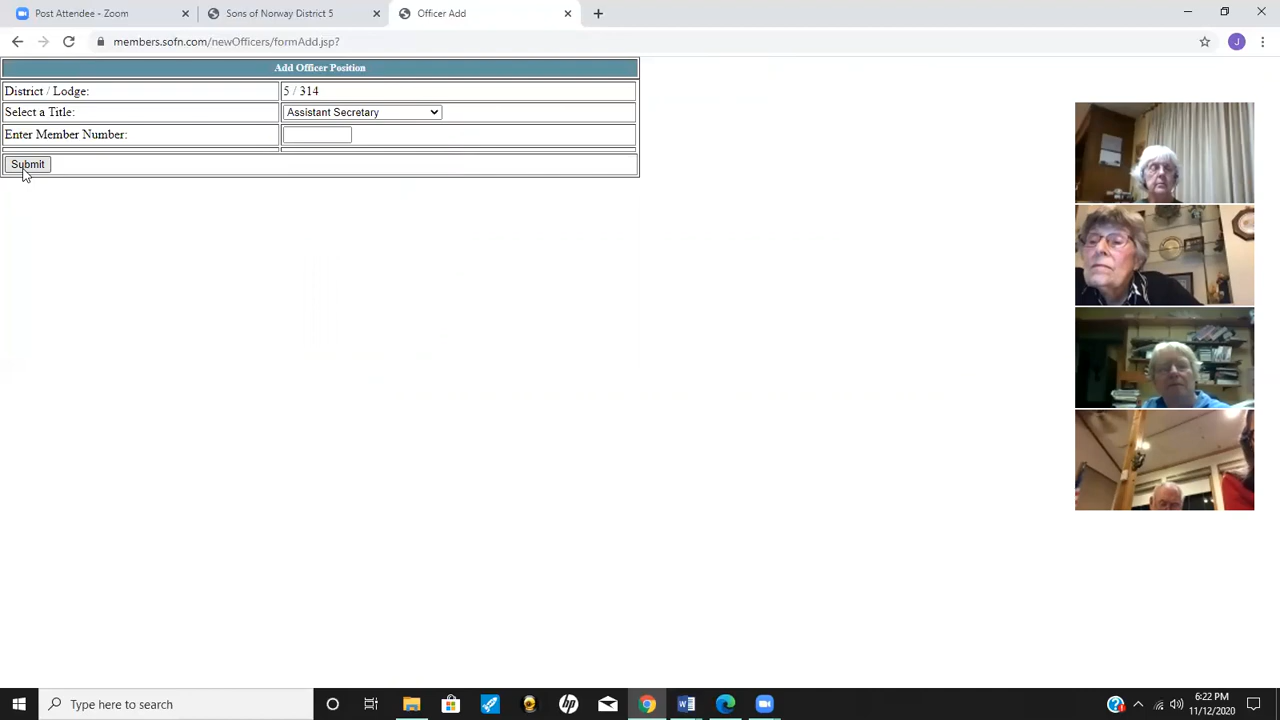 Post Attendee - Zoom
Sons of Norway District 5
Officer Add
members.sofn.com/newOfficers/formAdd.jsp?
J
Add Officer Position
District / Lodge:
5 / 314
Select a Title:
Assistant Secretary
Enter Member Number:
Submit
Type here to search
hp
6:22 PM
11/12/2020